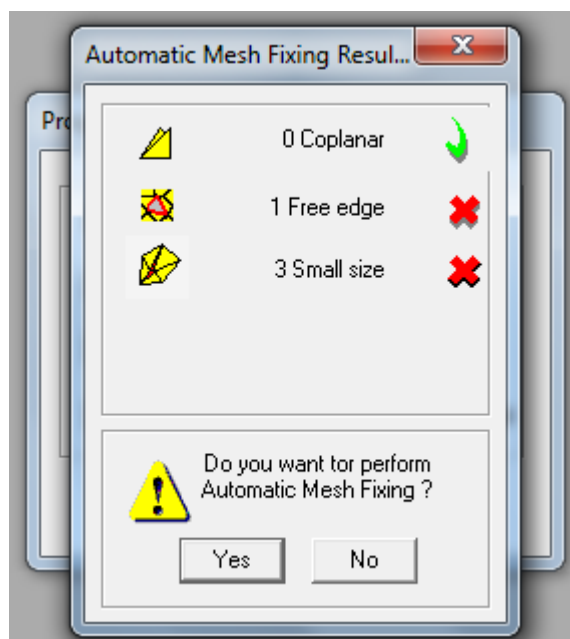 Automatic Mesh Fixing Resul...
Pro
0 Coplanar
1 Free edge
3 Small size
Do you want tor perform
Automatic Mesh Fixing ?
Yes
No